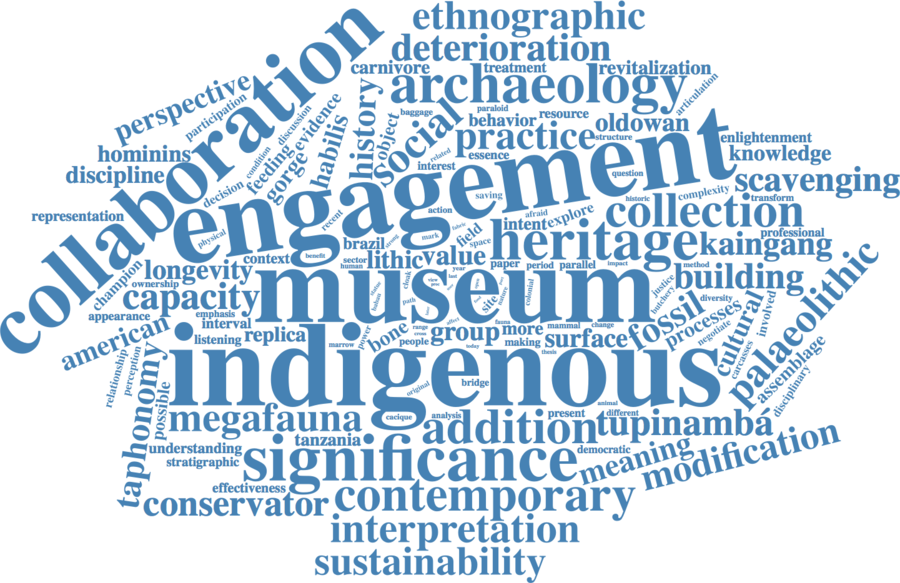 ethnographic
deterioration
carnivore
treatment
revitalization
archaeology
articulation
collaboration
perspective
participation
discussion
evidence
condition
feeding
gorge
habilis
history
object
social
baggage
paraloid
behavior
resource
practice
oldowan
structure
hominins
discipline
decision
related
interest
essence
engagement
question
enlightenment
knowledge
scavenging
saving
historic
complexity
transform
representation
physical
recent
action
afraid
intent
explore
collection
benefit
brazil
mark
fabric
field
space
heritage
kaingang
professional
context
sector
human
lithic
value
year
paper
period
parallel
impact
method
champion
longevity
ownership
capacity
museum
site
nature
colonial
justice
butchery
building
diversity
palaeolithic
appearance
emphasis
interval
path
fossil
processes
negotiate
cultural
involved
american
listening
replica
power
marrow
bone
range
people
group
fauna
more
making
mammal
change
surface
today
thesis
carcasses
assemblage
disciplinary
relationship
perception
possible
taphonomy
indigenous
original
bridge
animal
megafauna
cacique
analysis
present
different
addition
tupinambá
understanding
stratigraphic
tanzania
significance
democratic
meaning
modification
effectiveness
conservator
contemporary
interpretation
sustainability